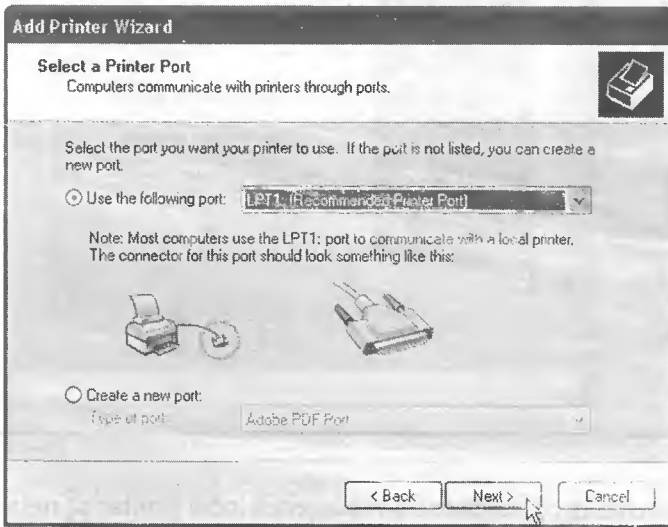 Add Printer Wizard
Select a Printer Port
Computers communicate with printers through ports.
Select the port you want your printer to use. If the port is not listed, you can create a
new port.
Use the following port: LPT1: (Recommended Printer Port)
Note: Most computers use the LPT1: port to communicate with a local printer.
The connector for this port should look something like this:
Create a new port:
Type of port: Adobe PDF Port
< Back Next > Cancel